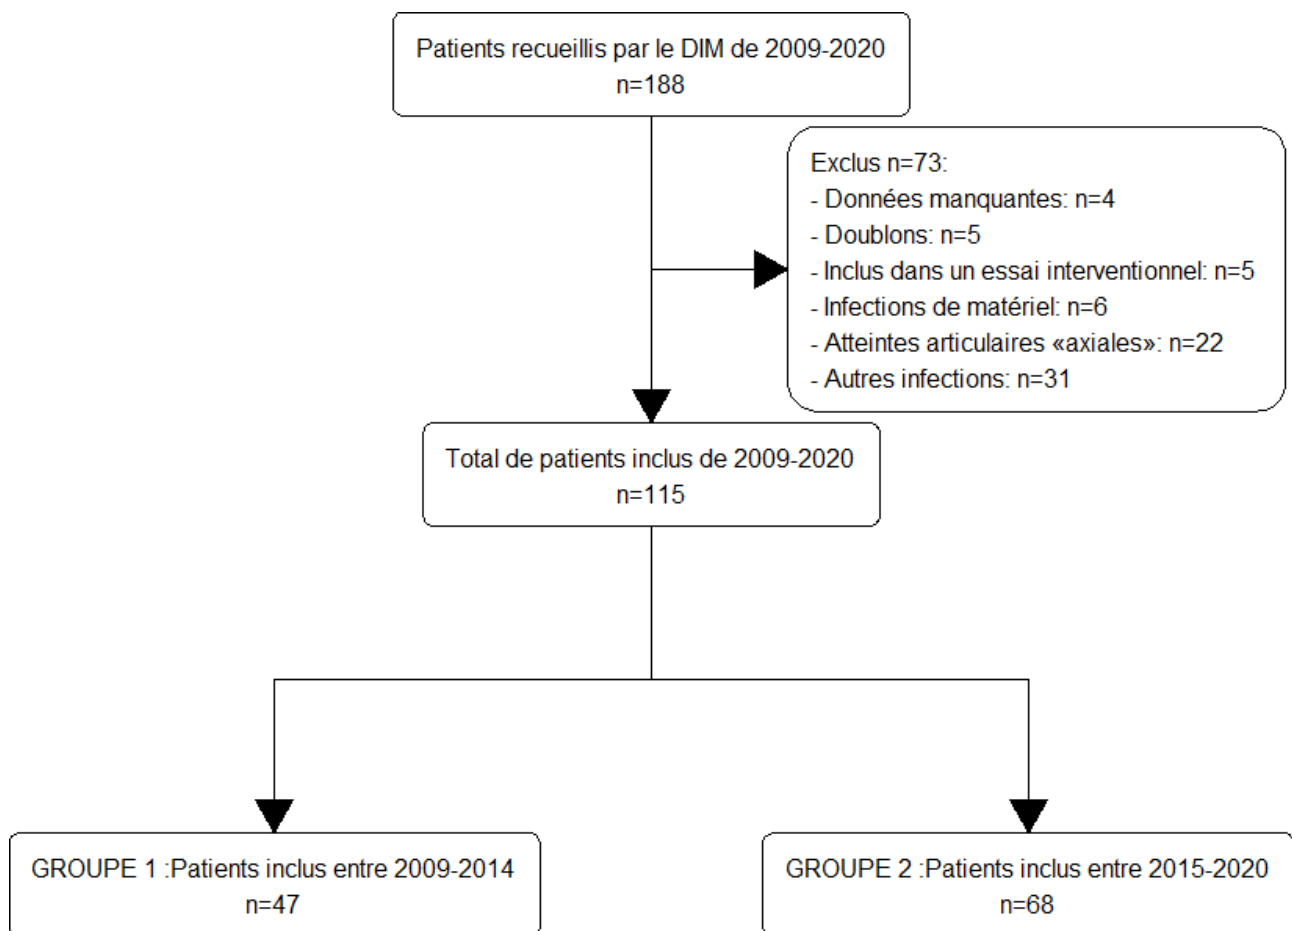 Patients recueillis par le DIM de 2009-2020
n=188
Exclus n=73:
- Données manquantes: n=4
- Doublons: n=5
- Inclus dans un essai interventionnel: n=5
- Infections de matériel: n=6
- Atteintes articulaires «axiales»: n=22
- Autres infections: n=31
Total de patients inclus de 2009-2020
n=115
GROUPE 1 :Patients inclus entre 2009-2014
n=47
GROUPE 2 :Patients inclus entre 2015-2020
n=68